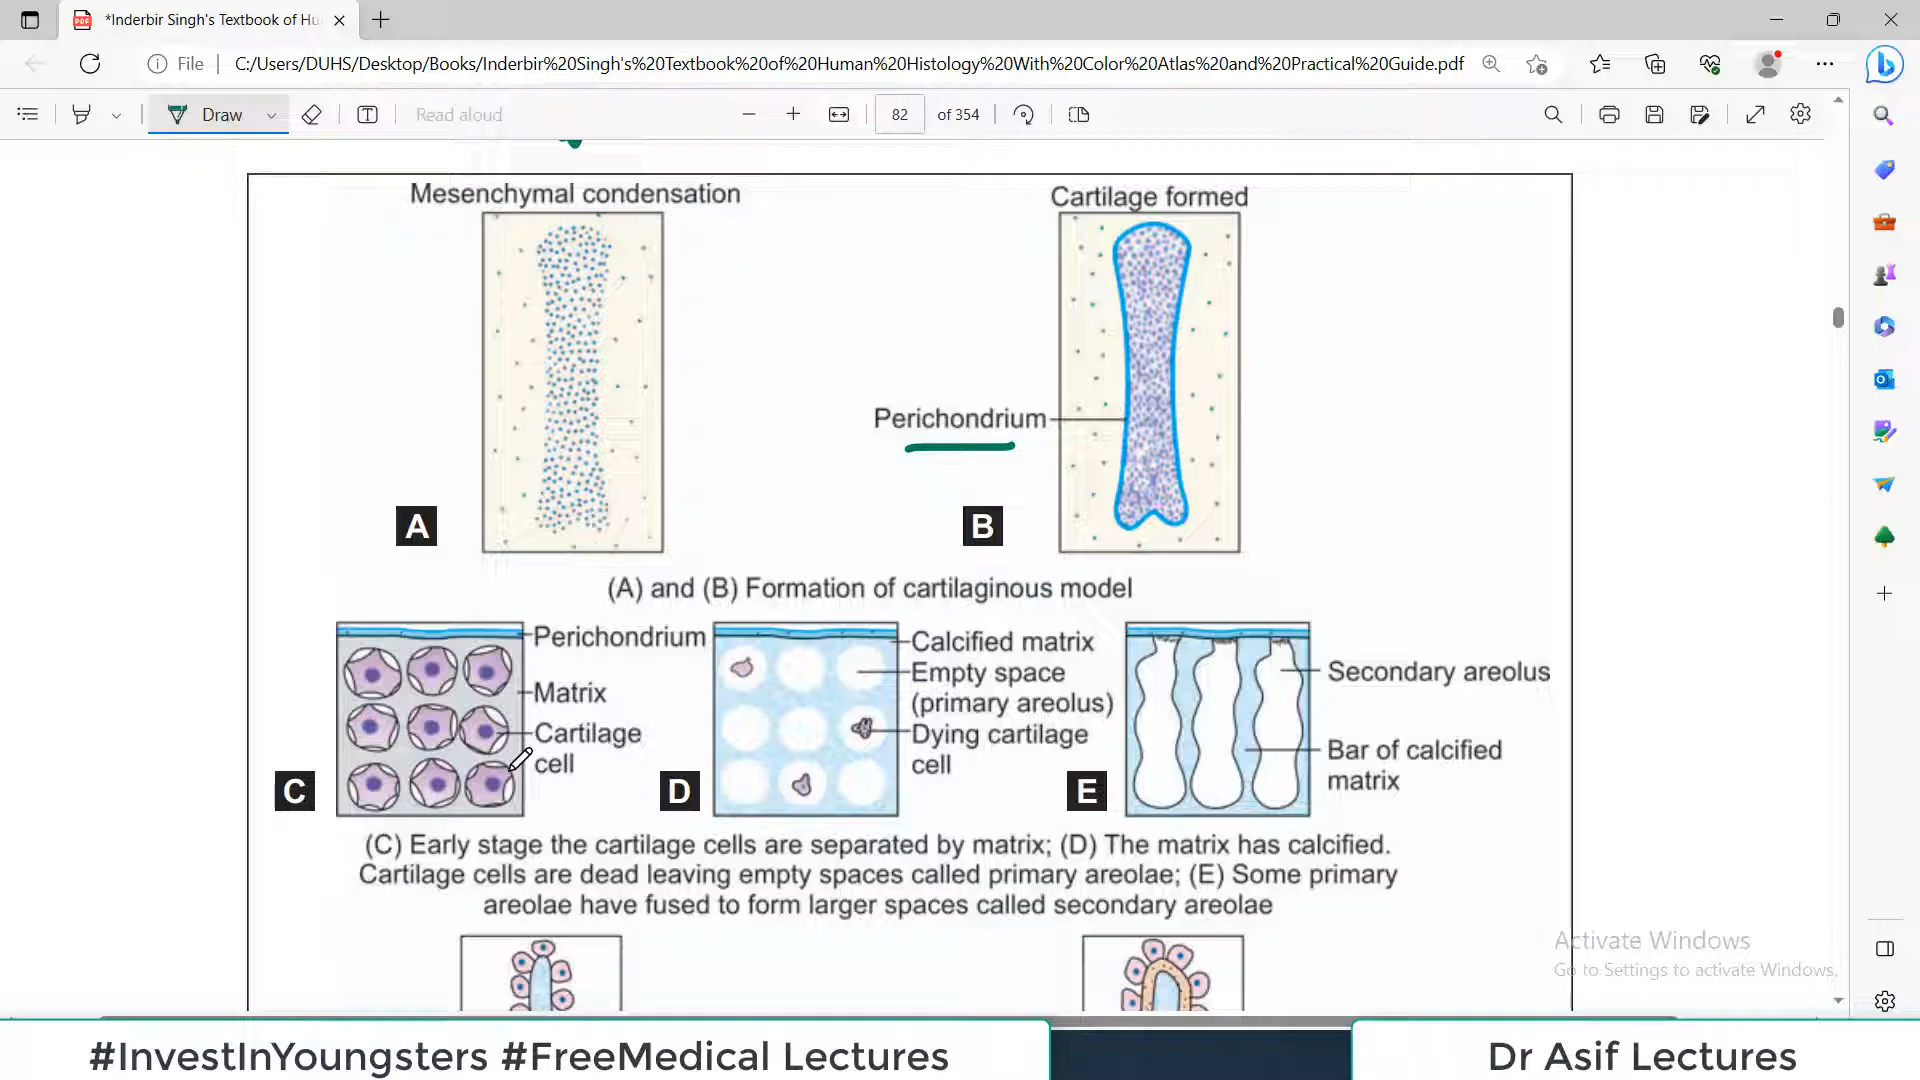 *Inderbir Singh's Textbook of Hu
File
C:/Users/DUHS/Desktop/Books/Inderbir%20Singh's%20Textbook%20of%20Human%20Histology%20With%20Color%20Atlas%20and%20Practical%20Guide.pdf
Draw
Read aloud
82 of 354
Mesenchymal condensation
Cartilage formed
Perichondrium
A
B
(A) and (B) Formation of cartilaginous model
Perichondrium
Matrix
Cartilage
cell
C
Calcified matrix
Empty space
(primary areolus)
Dying cartilage
cell
D
Secondary areolus
Bar of calcified
matrix
E
(C) Early stage the cartilage cells are separated by matrix; (D) The matrix has calcified.
Cartilage cells are dead leaving empty spaces called primary areolae; (E) Some primary
areolae have fused to form larger spaces called secondary areolae
Activate Windows
Go to Settings to activate Windows.
#InvestInYoungsters #FreeMedical Lectures
Dr Asif Lectures